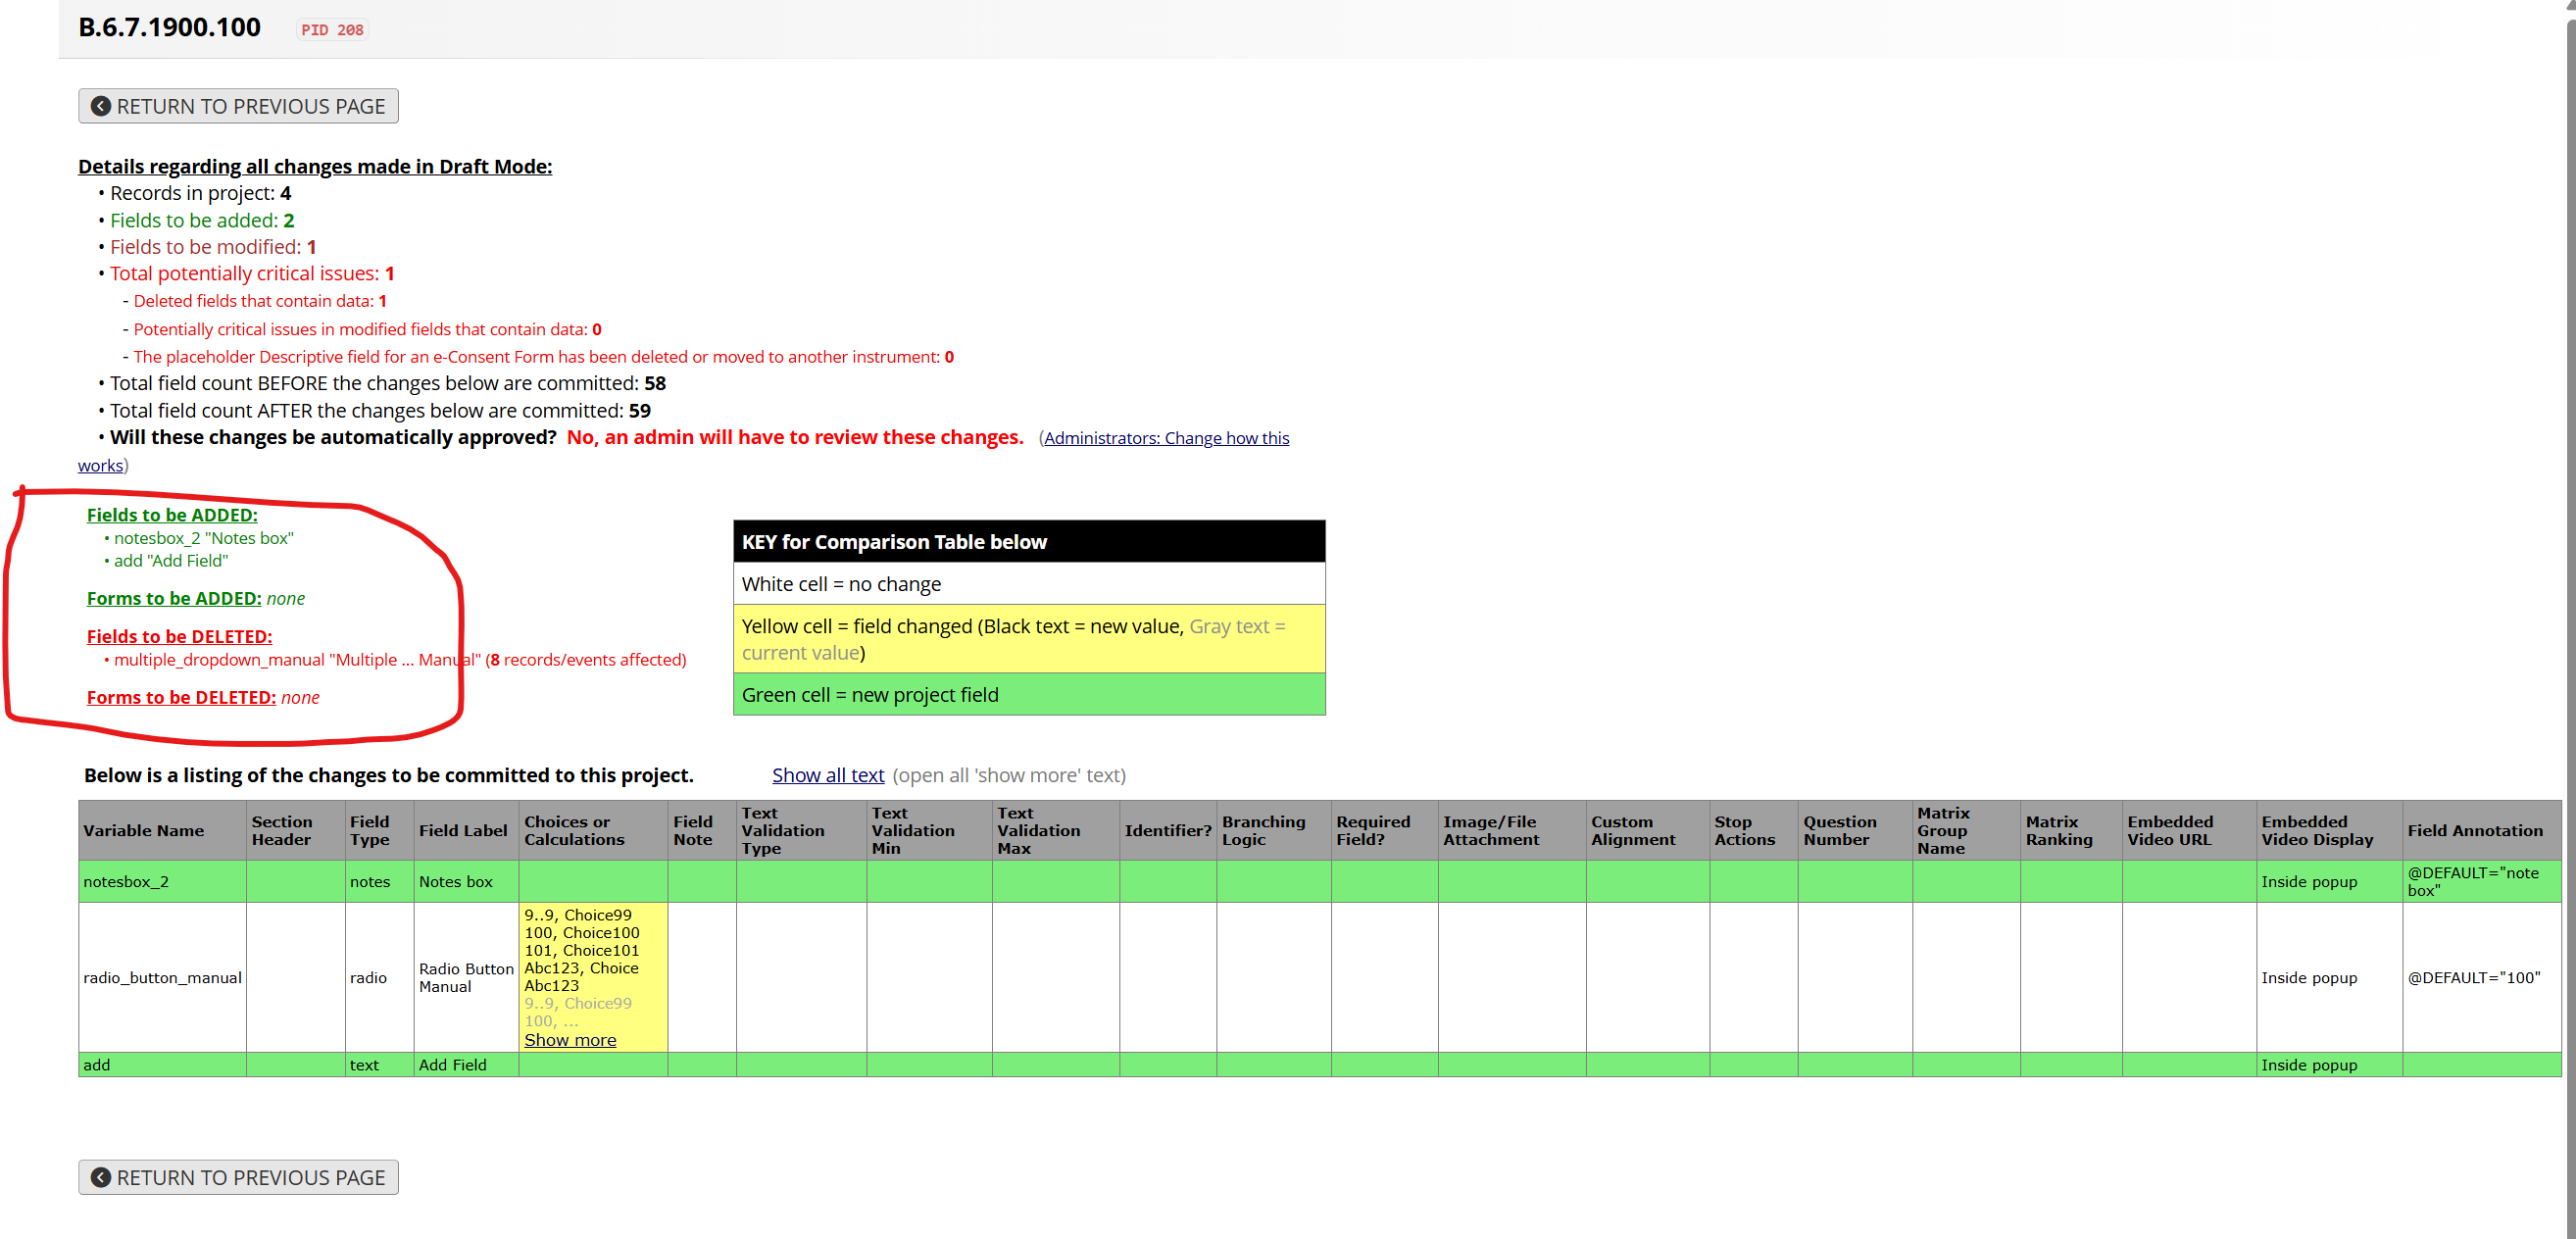 B.6.7.1900.100 PID 208
RETURN TO PREVIOUS PAGE
Details regarding all changes made in Draft Mode:
• Records in project: 4
• Fields to be added: 2
• Fields to be modified: 1
• Total potentially critical issues: 1
- Deleted fields that contain data: 1
- Potentially critical issues in modified fields that contain data: 0
- The placeholder Descriptive field for an e-Consent Form has been deleted or moved to another instrument: 0
• Total field count BEFORE the changes below are committed: 58
• Total field count AFTER the changes below are committed: 59
• Will these changes be automatically approved? No, an admin will have to review these changes. (Administrators: Change how this
works)
Fields to be ADDED:
• notesbox_2 "Notes box"
• add "Add Field"
Forms to be ADDED: none
Fields to be DELETED:
• multiple_dropdown_manual "Multiple ... Manual" (8 records/events affected)
Forms to be DELETED: none
KEY for Comparison Table below
White cell = no change
Yellow cell = field changed (Black text = new value, Gray text =
current value)
Green cell = new project field
Below is a listing of the changes to be committed to this project. Show all text (open all 'show more' text)
Variable Name
Section
Header
Field
Type
Field Label
Choices or
Calculations
Field
Note
Text
Validation
Type
Text
Validation
Min
Text
Validation
Max
Identifier?
Branching
Logic
Required
Field?
Image/File
Attachment
Custom
Alignment
Stop
Actions
Question
Number
Matrix
Group
Name
Matrix
Ranking
Embedded
Video URL
Embedded
Video Display
Field Annotation
notesbox_2
notes
Notes box
Inside popup
@DEFAULT="note
box"
radio_button_manual
radio
Radio Button
Manual
9..9, Choice99
100, Choice100
101, Choice101
Abc123, Choice
Abc123
9..9, Choice99
100, ...
Show more
Inside popup
@DEFAULT="100"
add
text
Add Field
Inside popup
RETURN TO PREVIOUS PAGE